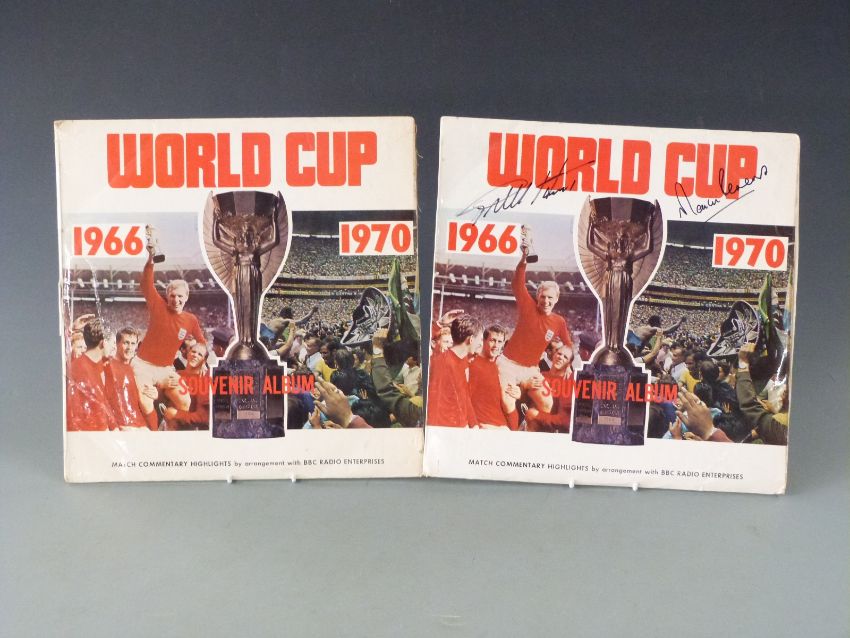 WORLD CUP
1966
1970
SOUVENIR ALBUM
MATCH COMMENTARY HIGHLIGHTS by arrangement with BBC RADIO ENTERPRISES
WORLD CUP
1966
1970
SOUVENIR ALBUM
MATCH COMMENTARY HIGHLIGHTS by arrangement with BBC RADIO ENTERPRISES